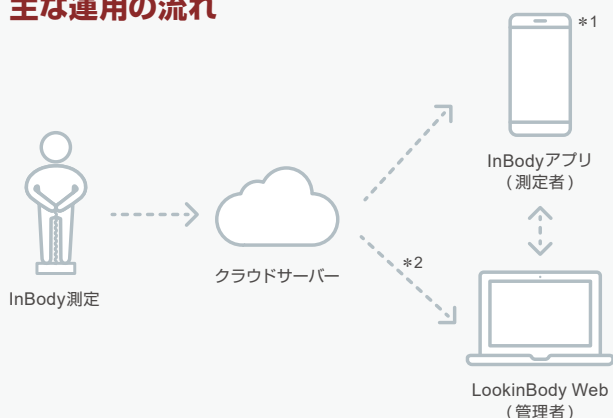 主な運用の流れ
*1
InBodyアプリ
(測定者)
クラウドサーバー
*2
InBody測定
LookinBody Web
(管理者)